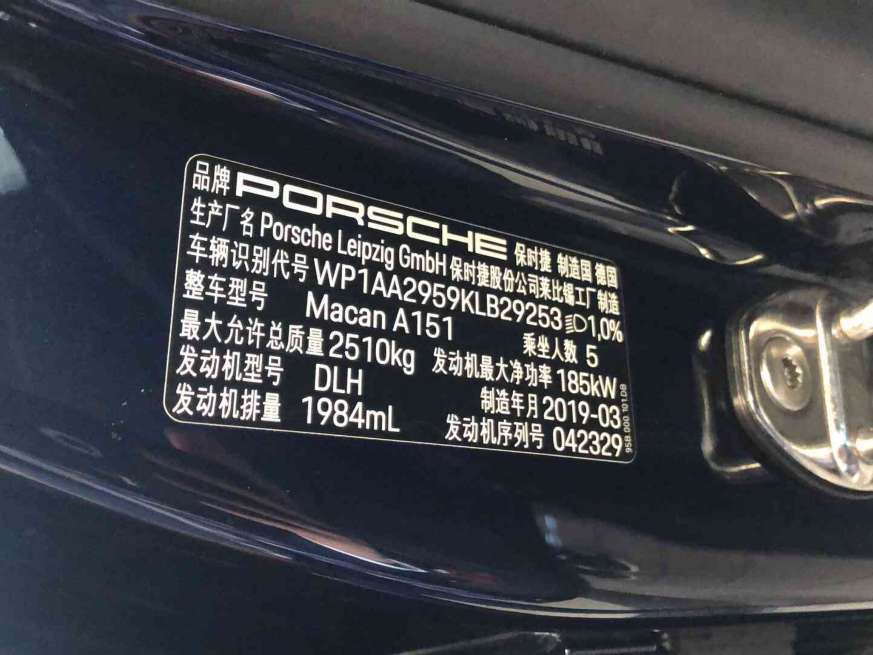 品牌 PORSCHE 保时捷 制造国 德国
生产厂名 Porsche Leipzig GmbH 保时捷股份公司莱比锡工厂制造
车辆识别代号 WP1AA2959KLB29253 1,0%
整车型号 Macan A151 乘坐人数 5
最大允许总质量 2510kg 发动机最大净功率 185kW
发动机型号 DLH 制造年月 2019-03
发动机排量 1984mL 发动机序列号 042329
95B.000.101.DB